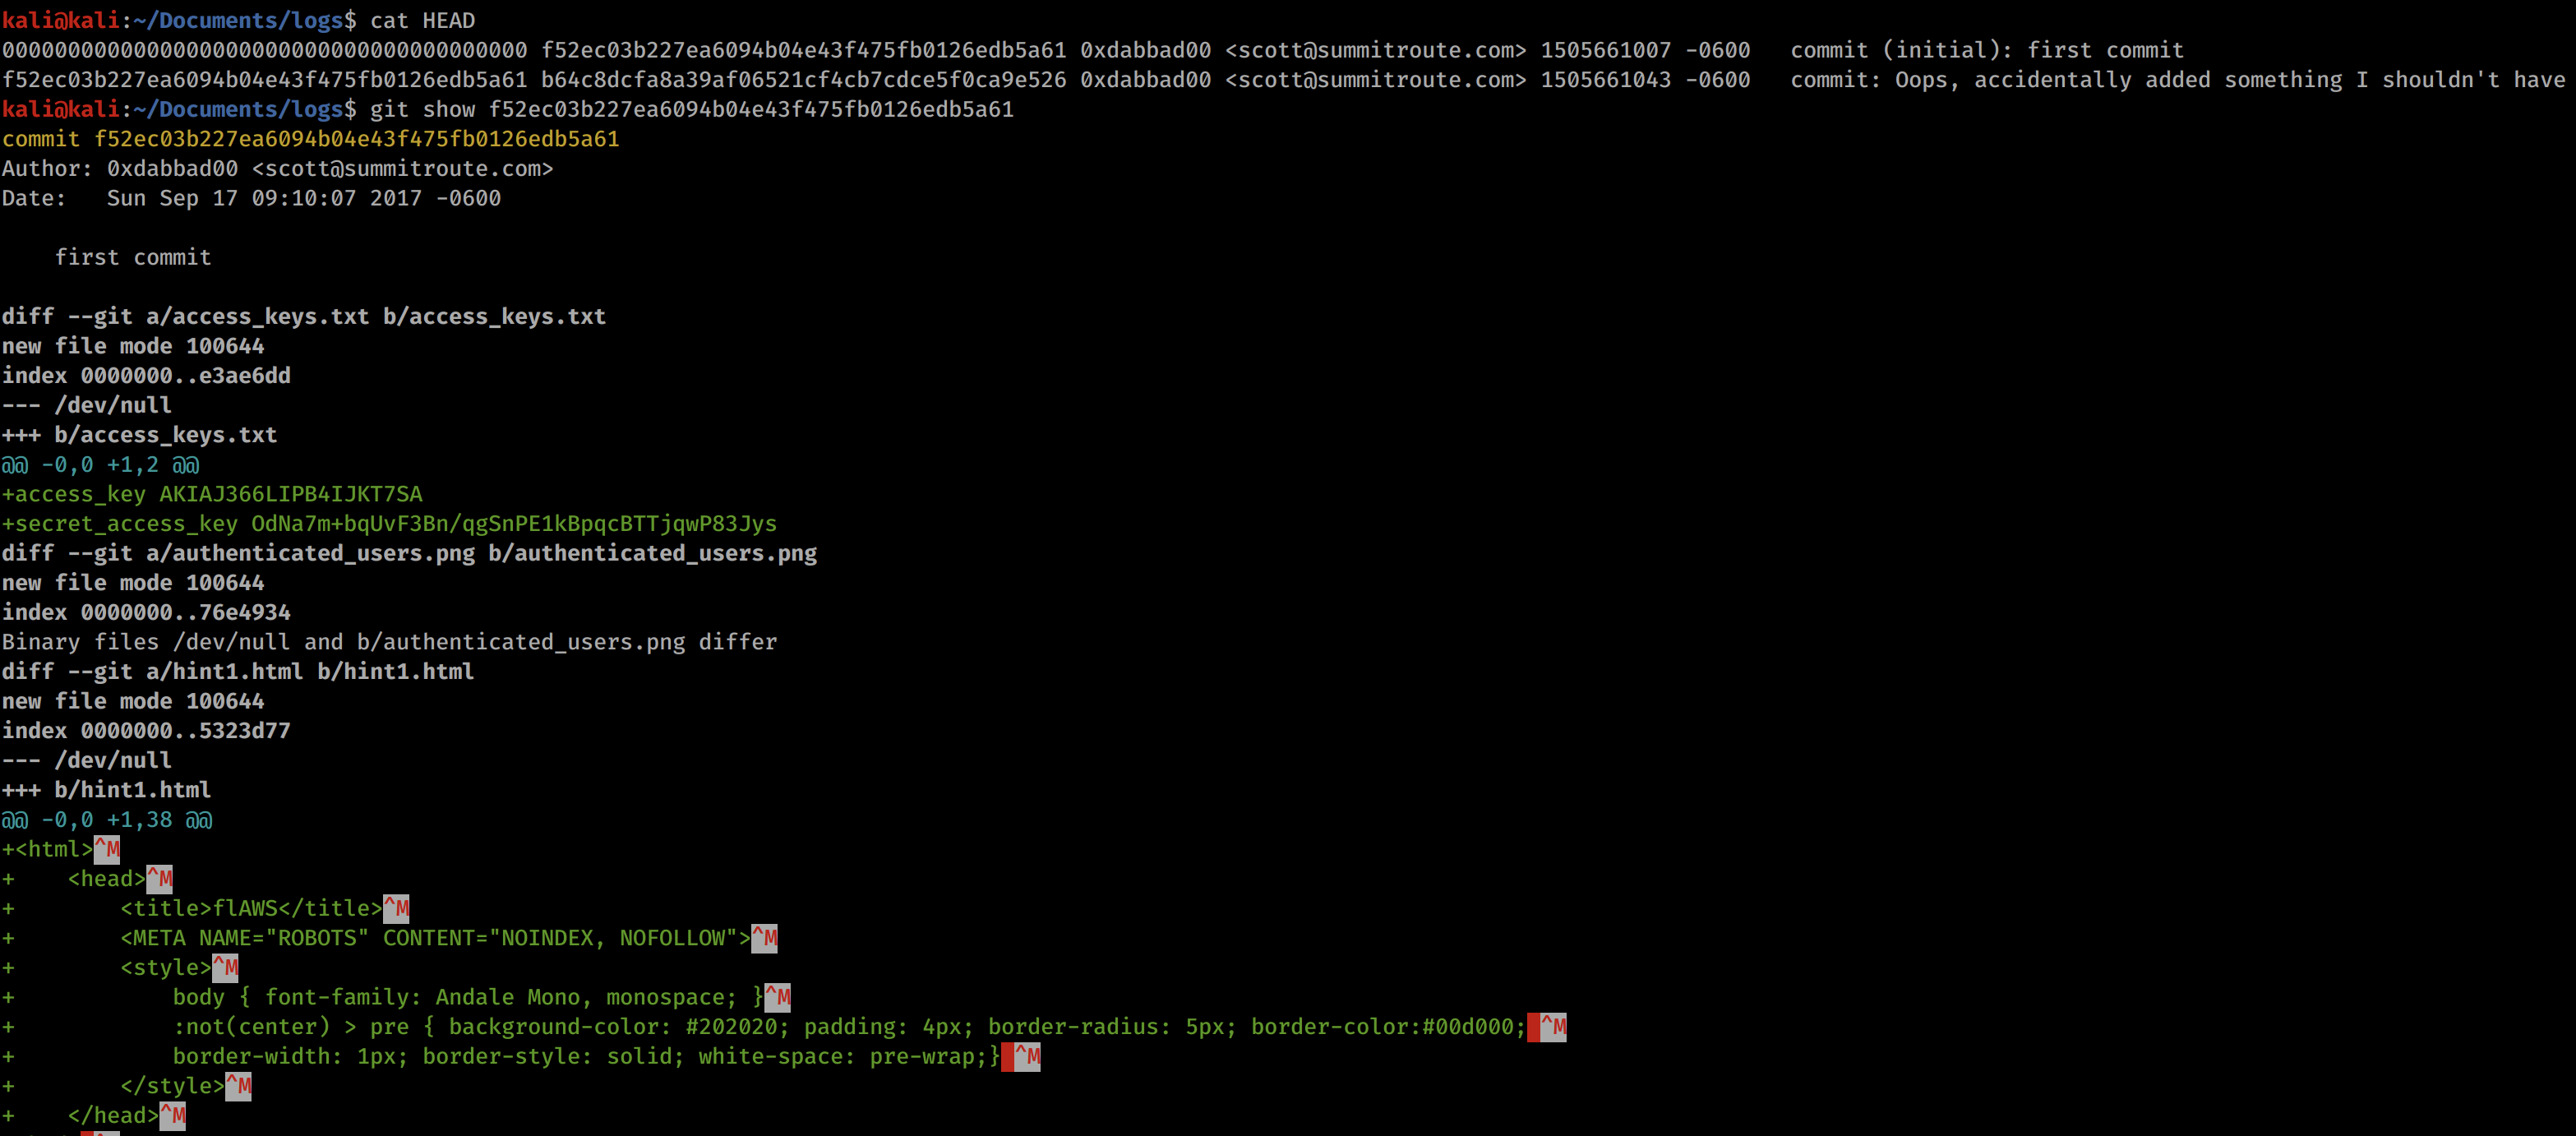 kali@kali:~/Documents/logs$ cat HEAD
0000000000000000000000000000000000000000 f52ec03b227ea6094b04e43f475fb0126edb5a61 0xdabbad00 <scott@summitroute.com> 1505661007 -0600   commit (initial): first commit
f52ec03b227ea6094b04e43f475fb0126edb5a61 b64c8dcfa8a39af06521cf4cb7cdce5f0ca9e526 0xdabbad00 <scott@summitroute.com> 1505661043 -0600   commit: Oops, accidentally added something I shouldn't have
kali@kali:~/Documents/logs$ git show f52ec03b227ea6094b04e43f475fb0126edb5a61
commit f52ec03b227ea6094b04e43f475fb0126edb5a61
Author: 0xdabbad00 <scott@summitroute.com>
Date:   Sun Sep 17 09:10:07 2017 -0600
    first commit
diff --git a/access_keys.txt b/access_keys.txt
new file mode 100644
index 0000000..e3ae6dd
--- /dev/null
+++ b/access_keys.txt
@@ -0,0 +1,2 @@
+access_key AKIAJ366LIPB4IJKT7SA
+secret_access_key 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
diff --git a/authenticated_users.png b/authenticated_users.png
new file mode 100644
index 0000000..76e4934
Binary files /dev/null and b/authenticated_users.png differ
diff --git a/hint1.html b/hint1.html
new file mode 100644
index 0000000..5323d77
--- /dev/null
+++ b/hint1.html
@@ -0,0 +1,38 @@
+<html>^M
+    <head>^M
+        <title>flAWS</title>^M
+        <META NAME="ROBOTS" CONTENT="NOINDEX, NOFOLLOW">^M
+        <style>^M
+            body { font-family: Andale Mono, monospace; }^M
+            :not(center) > pre { background-color: #202020; padding: 4px; border-radius: 5px; border-color:#00d000; ^M
+            border-width: 1px; border-style: solid; white-space: pre-wrap;} ^M
+        </style>^M
+    </head>^M